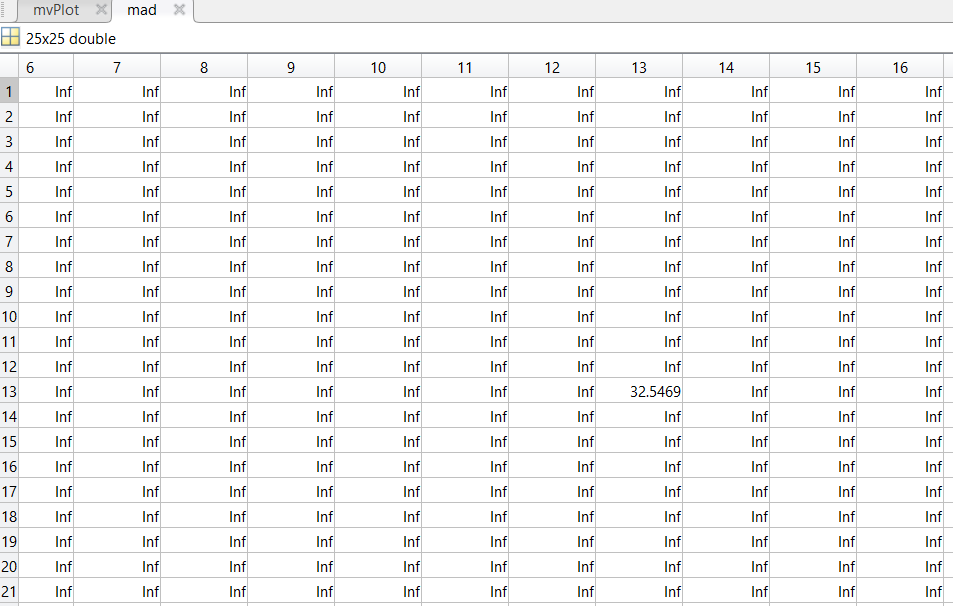 mvPlot mad
25x25 double
6 7 8 9 10 11 12 13 14 15 16
1 Inf Inf Inf Inf Inf Inf Inf Inf Inf Inf Inf
2 Inf Inf Inf Inf Inf Inf Inf Inf Inf Inf Inf
3 Inf Inf Inf Inf Inf Inf Inf Inf Inf Inf Inf
4 Inf Inf Inf Inf Inf Inf Inf Inf Inf Inf Inf
5 Inf Inf Inf Inf Inf Inf Inf Inf Inf Inf Inf
6 Inf Inf Inf Inf Inf Inf Inf Inf Inf Inf Inf
7 Inf Inf Inf Inf Inf Inf Inf Inf Inf Inf Inf
8 Inf Inf Inf Inf Inf Inf Inf Inf Inf Inf Inf
9 Inf Inf Inf Inf Inf Inf Inf Inf Inf Inf Inf
10 Inf Inf Inf Inf Inf Inf Inf Inf Inf Inf Inf
11 Inf Inf Inf Inf Inf Inf Inf Inf Inf Inf Inf
12 Inf Inf Inf Inf Inf Inf Inf Inf Inf Inf Inf
13 Inf Inf Inf Inf Inf Inf Inf 32.5469 Inf Inf Inf
14 Inf Inf Inf Inf Inf Inf Inf Inf Inf Inf Inf
15 Inf Inf Inf Inf Inf Inf Inf Inf Inf Inf Inf
16 Inf Inf Inf Inf Inf Inf Inf Inf Inf Inf Inf
17 Inf Inf Inf Inf Inf Inf Inf Inf Inf Inf Inf
18 Inf Inf Inf Inf Inf Inf Inf Inf Inf Inf Inf
19 Inf Inf Inf Inf Inf Inf Inf Inf Inf Inf Inf
20 Inf Inf Inf Inf Inf Inf Inf Inf Inf Inf Inf
21 Inf Inf Inf Inf Inf Inf Inf Inf Inf Inf Inf